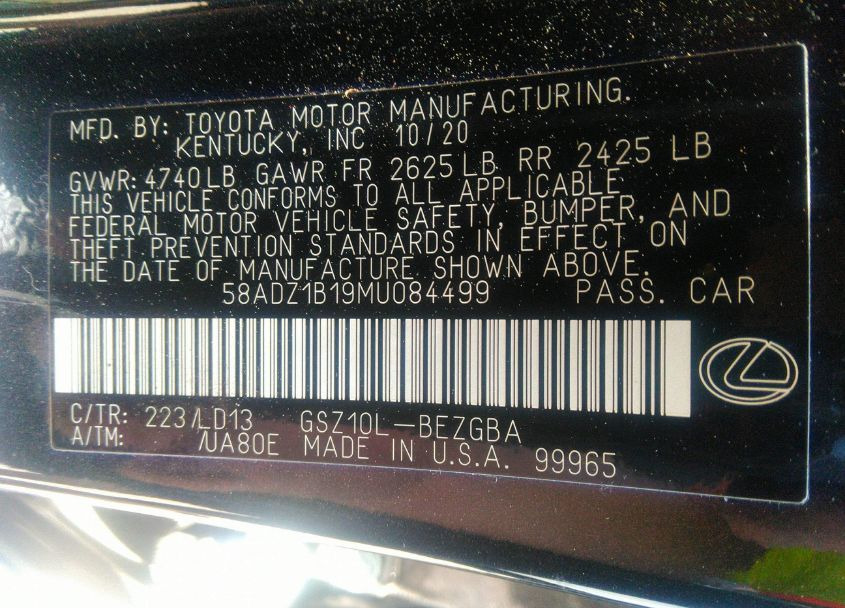 MFD. BY: TOYOTA MOTOR MANUFACTURING.
KENTUCKY, INC 10/20
GVWR: 4740LB GAWR FR 2625LB RR 2425 LB
THIS VEHICLE CONFORMS TO ALL APPLICABLE
FEDERAL MOTOR VEHICLE SAFETY, BUMPER, AND
THEFT PREVENTION STANDARDS IN EFFECT ON
THE DATE OF MANUFACTURE SHOWN ABOVE.
58ADZ1B19MU084499 PASS. CAR
C/TR: 223/LD13 GSZ10L-BEZGBA
A/TM: /UA80E MADE IN U.S.A. 99965